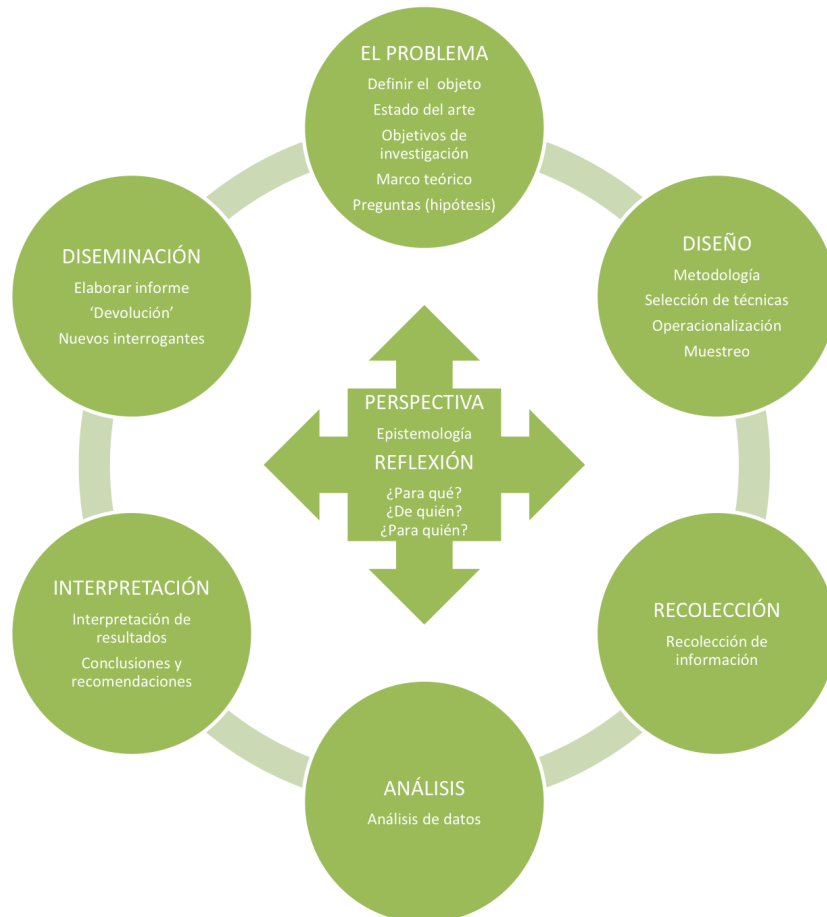 EL PROBLEMA
Definir el objeto
Estado del arte
Objetivos de
investigación
Marco teórico
Preguntas (hipótesis)
DISEÑO
Metodología
Selección de técnicas
Operacionalización
Muestreo
RECOLECCIÓN
Recolección de
información
ANÁLISIS
Análisis de datos
INTERPRETACIÓN
Interpretación de
resultados
Conclusiones y
recomendaciones
DISEMINACIÓN
Elaborar informe
‘Devolución’
Nuevos interrogantes
PERSPECTIVA
Epistemología
REFLEXIÓN
¿Para qué?
¿De quién?
¿Para quién?